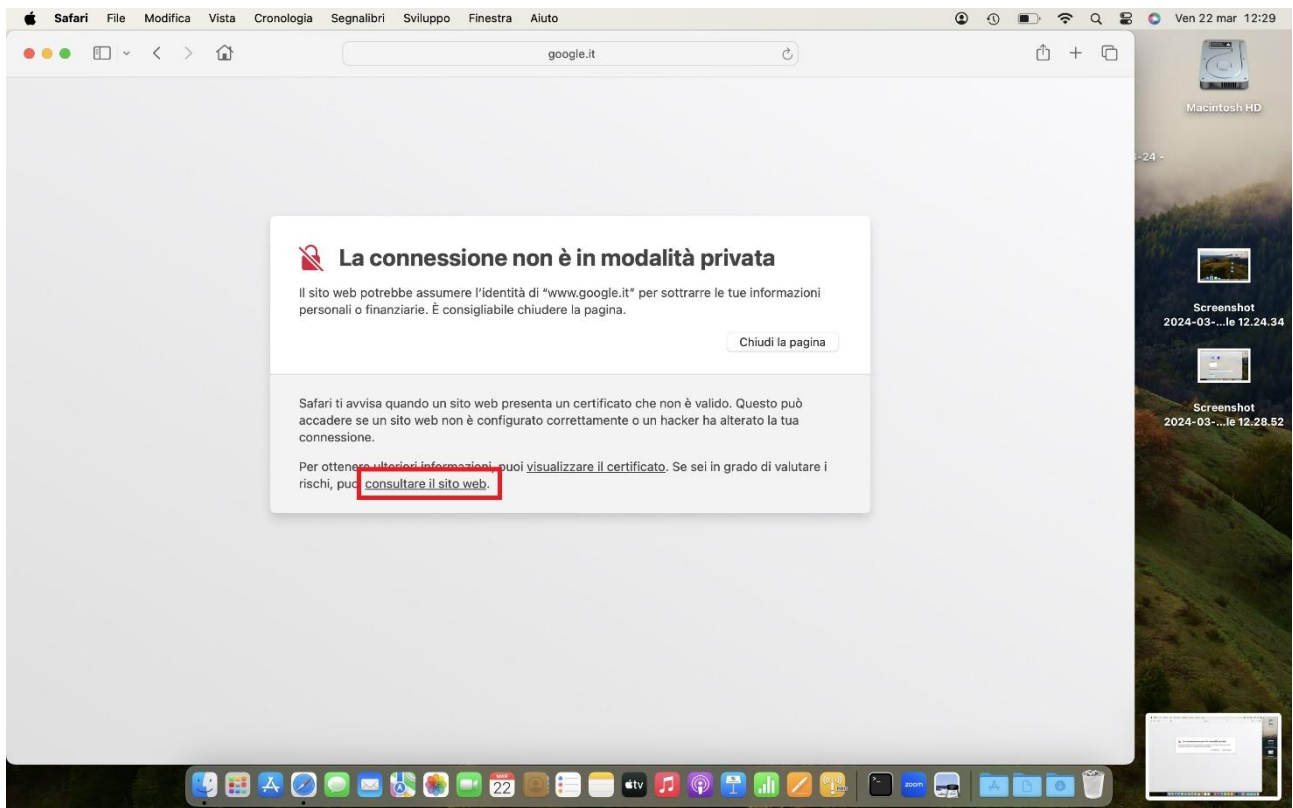 Safari File Modifica Vista Cronologia Segnalibri Sviluppo Finestra Aiuto Ven 22 mar 12:29
google.it
Macintosh HD
-24 -
La connessione non è in modalità privata
Il sito web potrebbe assumere l'identità di "www.google.it" per sottrarre le tue informazioni
personali o finanziarie. È consigliabile chiudere la pagina.
Chiudi la pagina
Screenshot
2024-03-...le 12.24.34
Safari ti avvisa quando un sito web presenta un certificato che non è valido. Questo può
accadere se un sito web non è configurato correttamente o un hacker ha alterato la tua
connessione.
Screenshot
2024-03-...le 12.28.52
Per ottenere ulteriori informazioni, puoi visualizzare il certificato. Se sei in grado di valutare i
rischi, puoi consultare il sito web.
MAR
22
tv
zoom